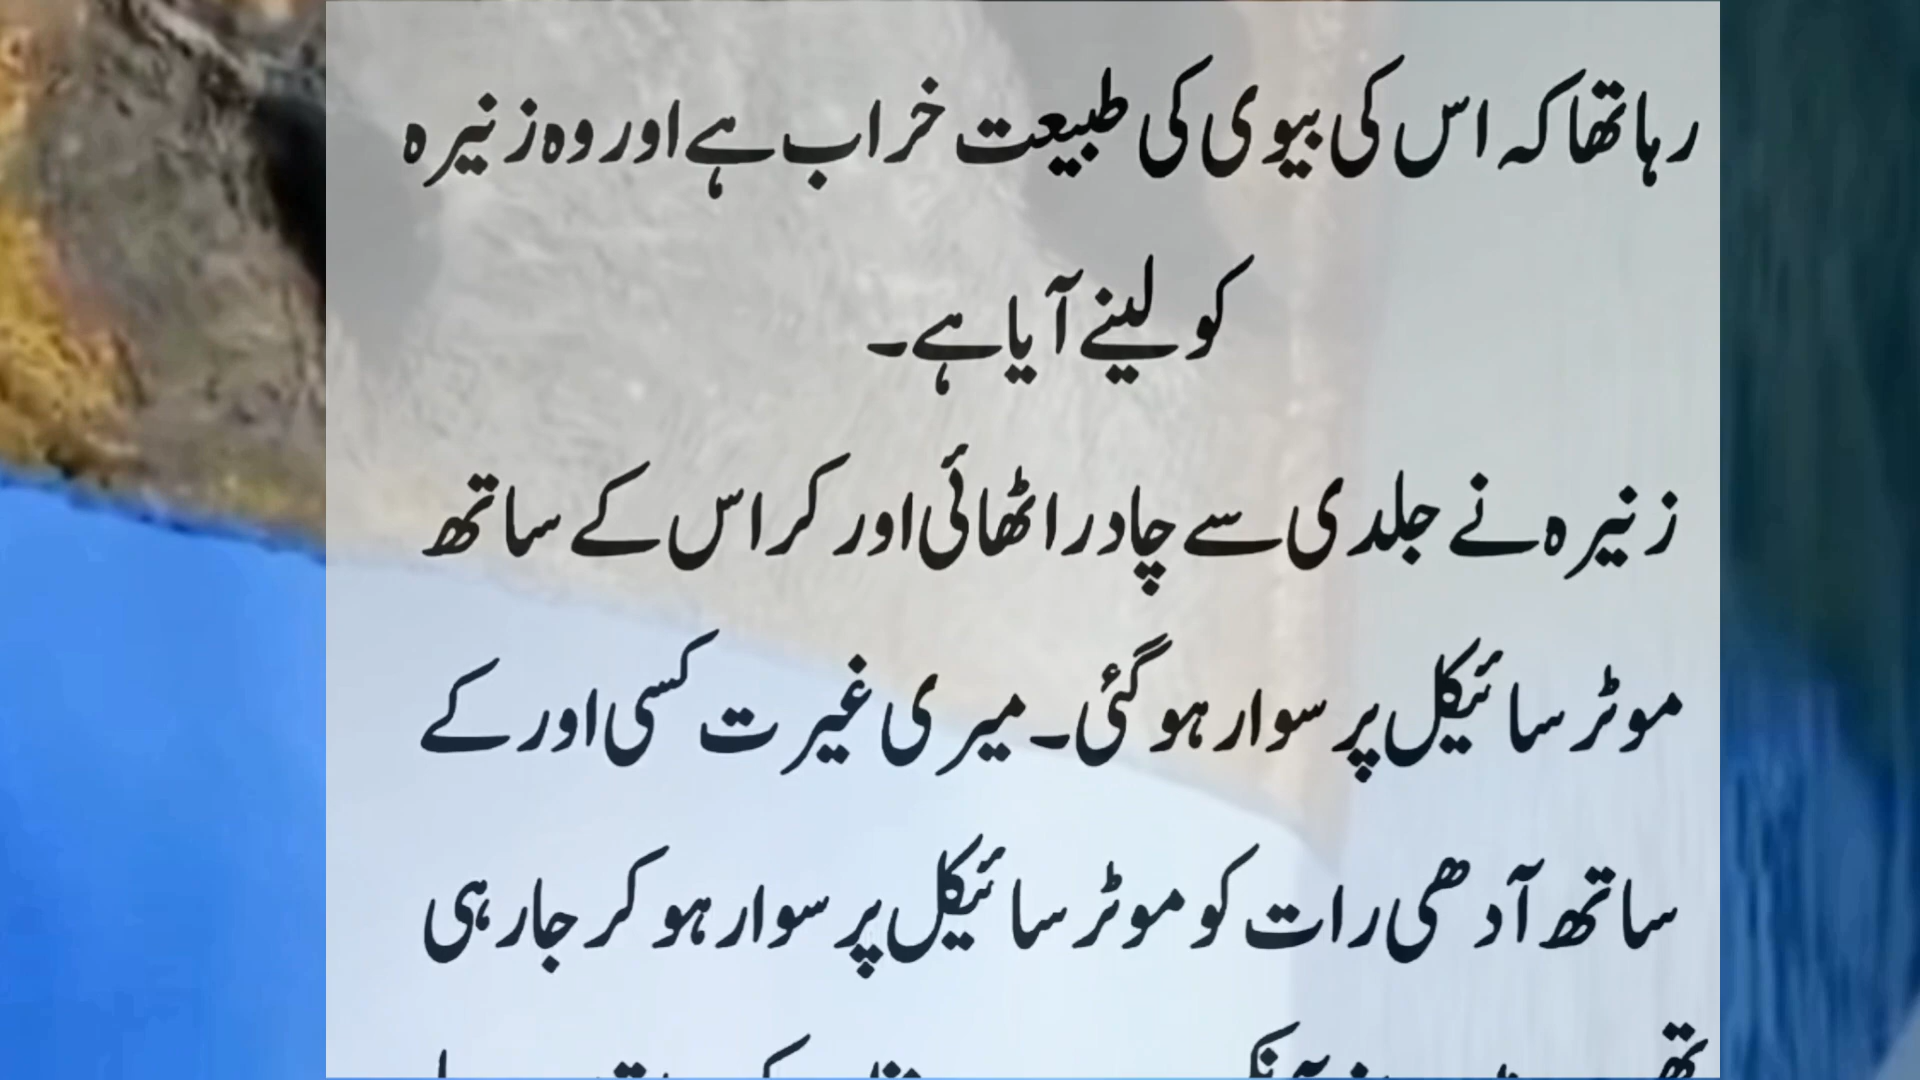 رہا تھا کہ اس کی بیوی کی طبیعت خراب ہے اور وہ زنیرہ
کو لینے آیا ہے۔
زنیرہ نے جلدی سے چادر اٹھائی اور کر اس کے ساتھ
موٹر سائیکل پر سوار ہو گئی۔ میری غیرت کسی اور کے
ساتھ آدھی رات کو موٹر سائیکل پر سوار ہو کر جا رہی